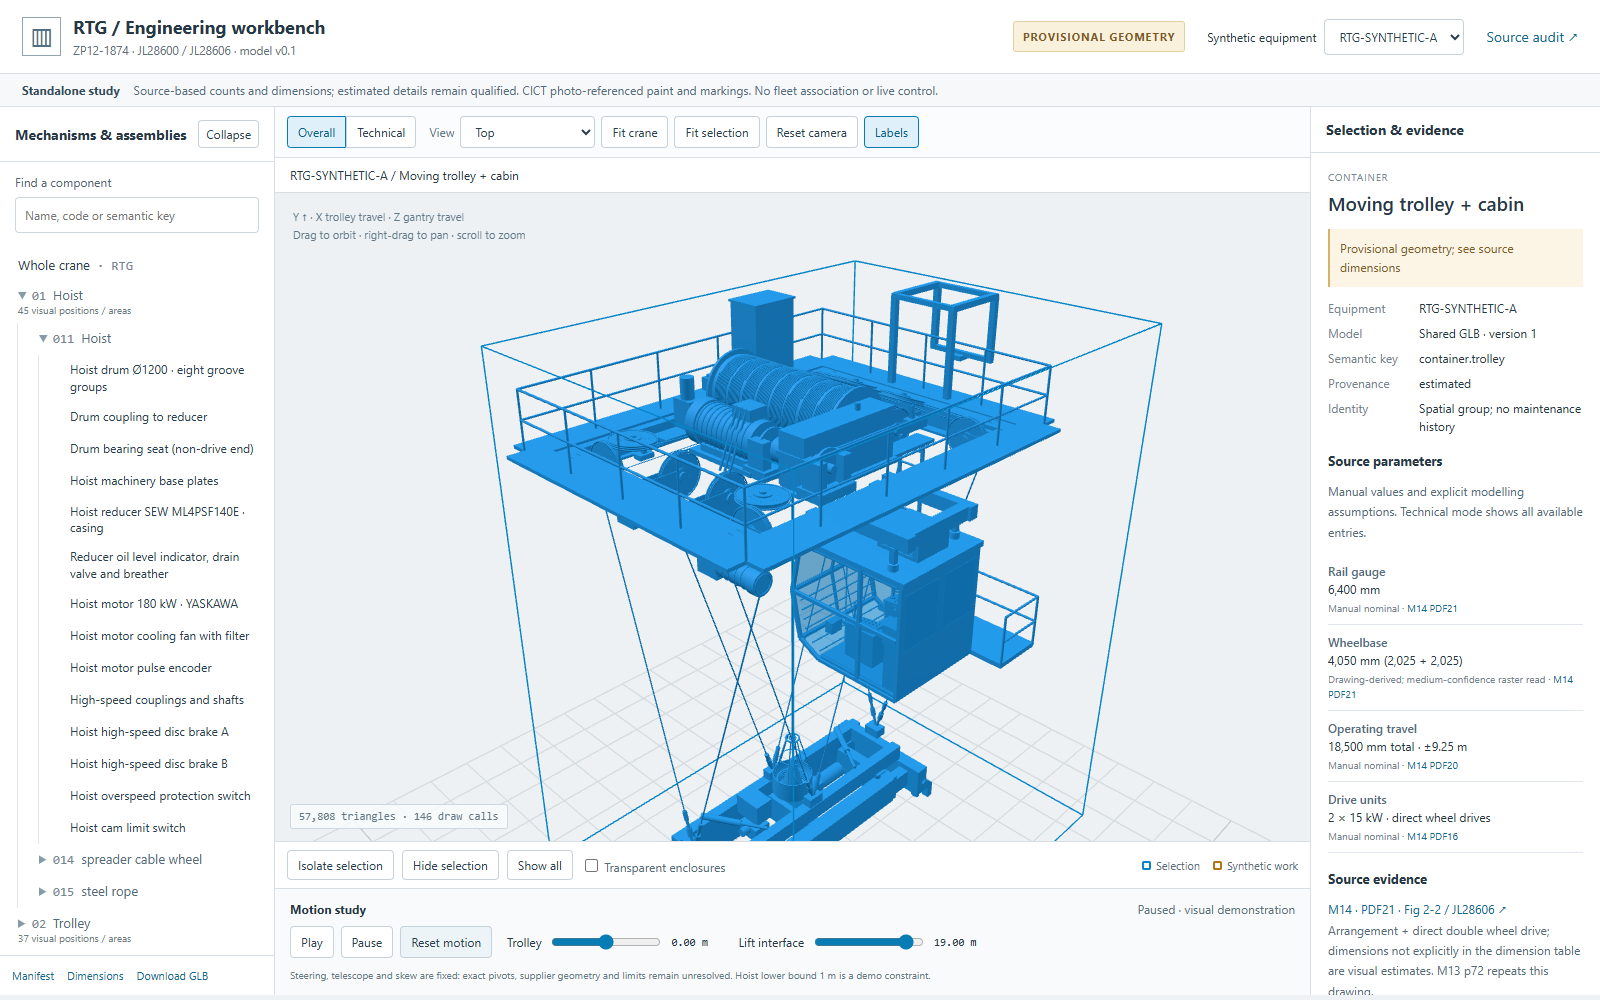 RTG / Engineering workbench
ZP12-1874 · JL28600 / JL28606 · model v0.1
PROVISIONAL GEOMETRY
Synthetic equipment
RTG-SYNTHETIC-A
Source audit ↗
Standalone study
Source-based counts and dimensions; estimated details remain qualified. CICT photo-referenced paint and markings. No fleet association or live control.
Mechanisms & assemblies
Collapse
Find a component
Name, code or semantic key
Whole crane · RTG
01 Hoist
45 visual positions / areas
011 Hoist
Hoist drum Ø1200 · eight groove
groups
Drum coupling to reducer
Drum bearing seat (non-drive end)
Hoist machinery base plates
Hoist reducer SEW ML4PSF140E ·
casing
Reducer oil level indicator, drain
valve and breather
Hoist motor 180 kW · YASKAWA
Hoist motor cooling fan with filter
Hoist motor pulse encoder
High-speed couplings and shafts
Hoist high-speed disc brake A
Hoist high-speed disc brake B
Hoist overspeed protection switch
Hoist cam limit switch
014 spreader cable wheel
015 steel rope
02 Trolley
37 visual positions / areas
Manifest
Dimensions
Download GLB
Overall
Technical
View
Top
Fit crane
Fit selection
Reset camera
Labels
RTG-SYNTHETIC-A / Moving trolley + cabin
Y ↑ · X trolley travel · Z gantry travel
Drag to orbit · right-drag to pan · scroll to zoom
57,808 triangles · 146 draw calls
Isolate selection
Hide selection
Show all
Transparent enclosures
Selection
Synthetic work
Motion study
Paused · visual demonstration
Play
Pause
Reset motion
Trolley
0.00 m
Lift interface
19.00 m
Steering, telescope and skew are fixed: exact pivots, supplier geometry and limits remain unresolved. Hoist lower bound 1 m is a demo constraint.
Selection & evidence
CONTAINER
Moving trolley + cabin
Provisional geometry; see source
dimensions
Equipment RTG-SYNTHETIC-A
Model Shared GLB · version 1
Semantic key container.trolley
Provenance estimated
Identity Spatial group; no maintenance
history
Source parameters
Manual values and explicit modelling
assumptions. Technical mode shows all available
entries.
Rail gauge
6,400 mm
Manual nominal · M14 PDF21
Wheelbase
4,050 mm (2,025 + 2,025)
Drawing-derived; medium-confidence raster read · M14
PDF21
Operating travel
18,500 mm total · ±9.25 m
Manual nominal · M14 PDF20
Drive units
2 × 15 kW · direct wheel drives
Manual nominal · M14 PDF16
Source evidence
M14 · PDF21 · Fig 2-2 / JL28606 ↗
Arrangement + direct double wheel drive;
dimensions not explicitly in the dimension table
are visual estimates. M13 p72 repeats this
drawing.